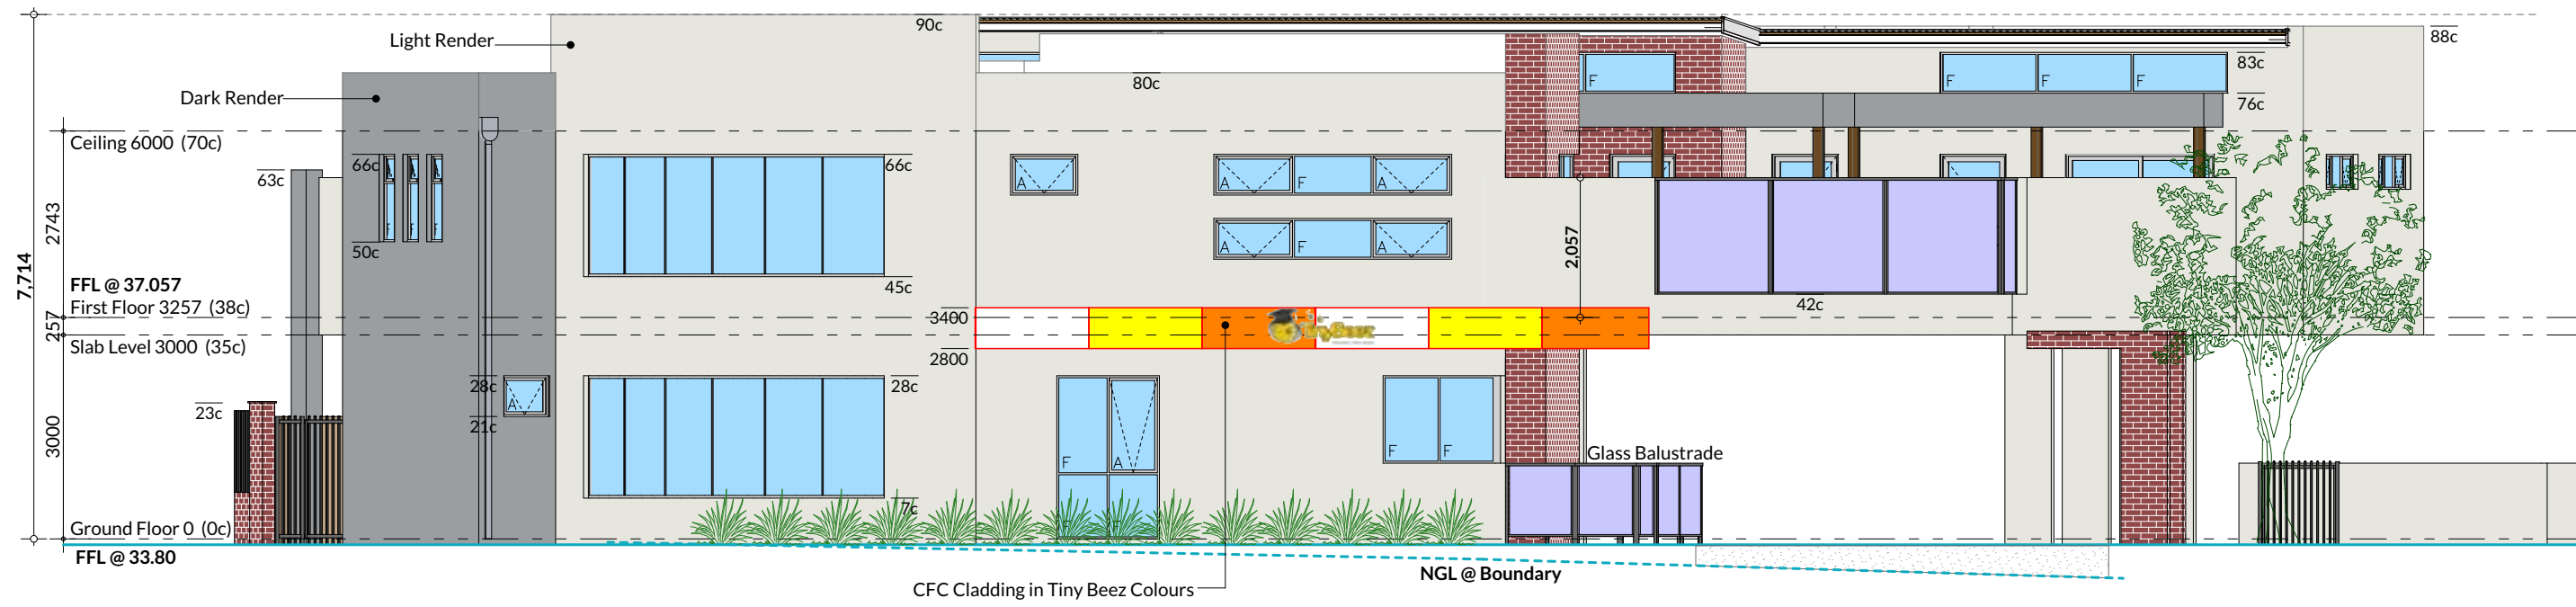 90c
Light Render
88c
83c
80c
Dark Render
F
F
F
F
76c
Ceiling 6000 (70c)
66c
66c
63c
A
A
F
A
2743
50c
A
F
A
2,057
7,714
FFL @ 37.057
45c
First Floor 3257 (38c)
42c
3400
257
Slab Level 3000 (35c)
2800
28c
28c
A
23c
21c
3000
F
A
F
F
Glass Balustrade
7c
Ground Floor 0 (0c)
F
F
FFL @ 33.80
NGL @ Boundary
CFC Cladding in Tiny Beez Colours